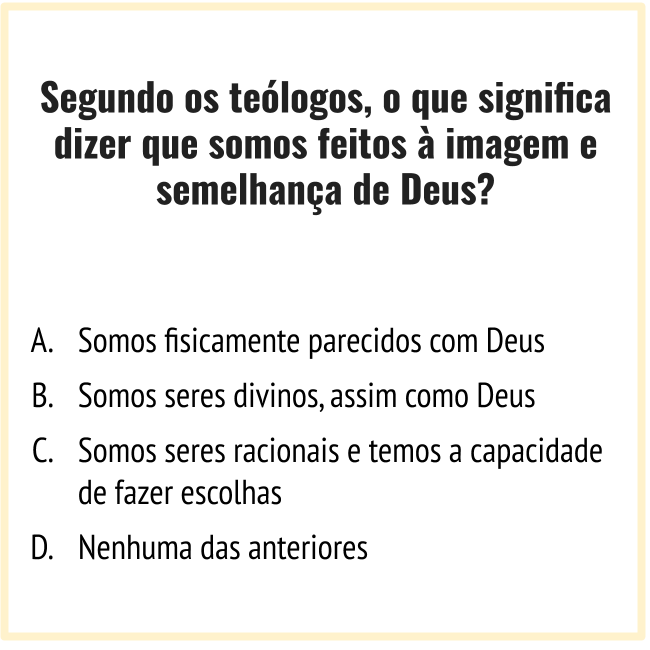 Segundo os teólogos, o que significa
dizer que somos feitos à imagem e
semelhança de Deus?
A. Somos fisicamente parecidos com Deus
B. Somos seres divinos, assim como Deus
C. Somos seres racionais e temos a capacidade
de fazer escolhas
D. Nenhuma das anteriores